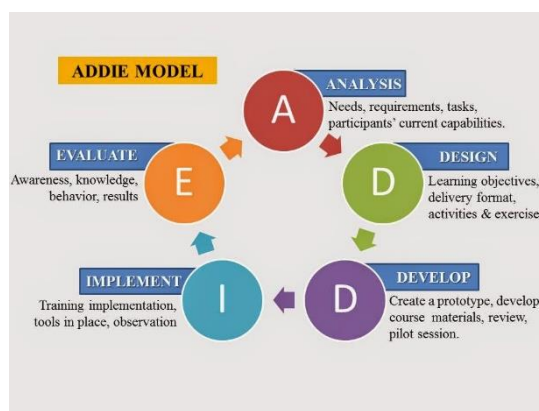 ADDIE MODEL
A
ANALYSIS
Needs, requirements, tasks,
participants' current capabilities.
D
DESIGN
Learning objectives,
delivery format,
activities & exercise
D
DEVELOP
Create a prototype, develop
course materials, review,
pilot session.
I
IMPLEMENT
Training implementation,
tools in place, observation
E
EVALUATE
Awareness, knowledge,
behavior, results